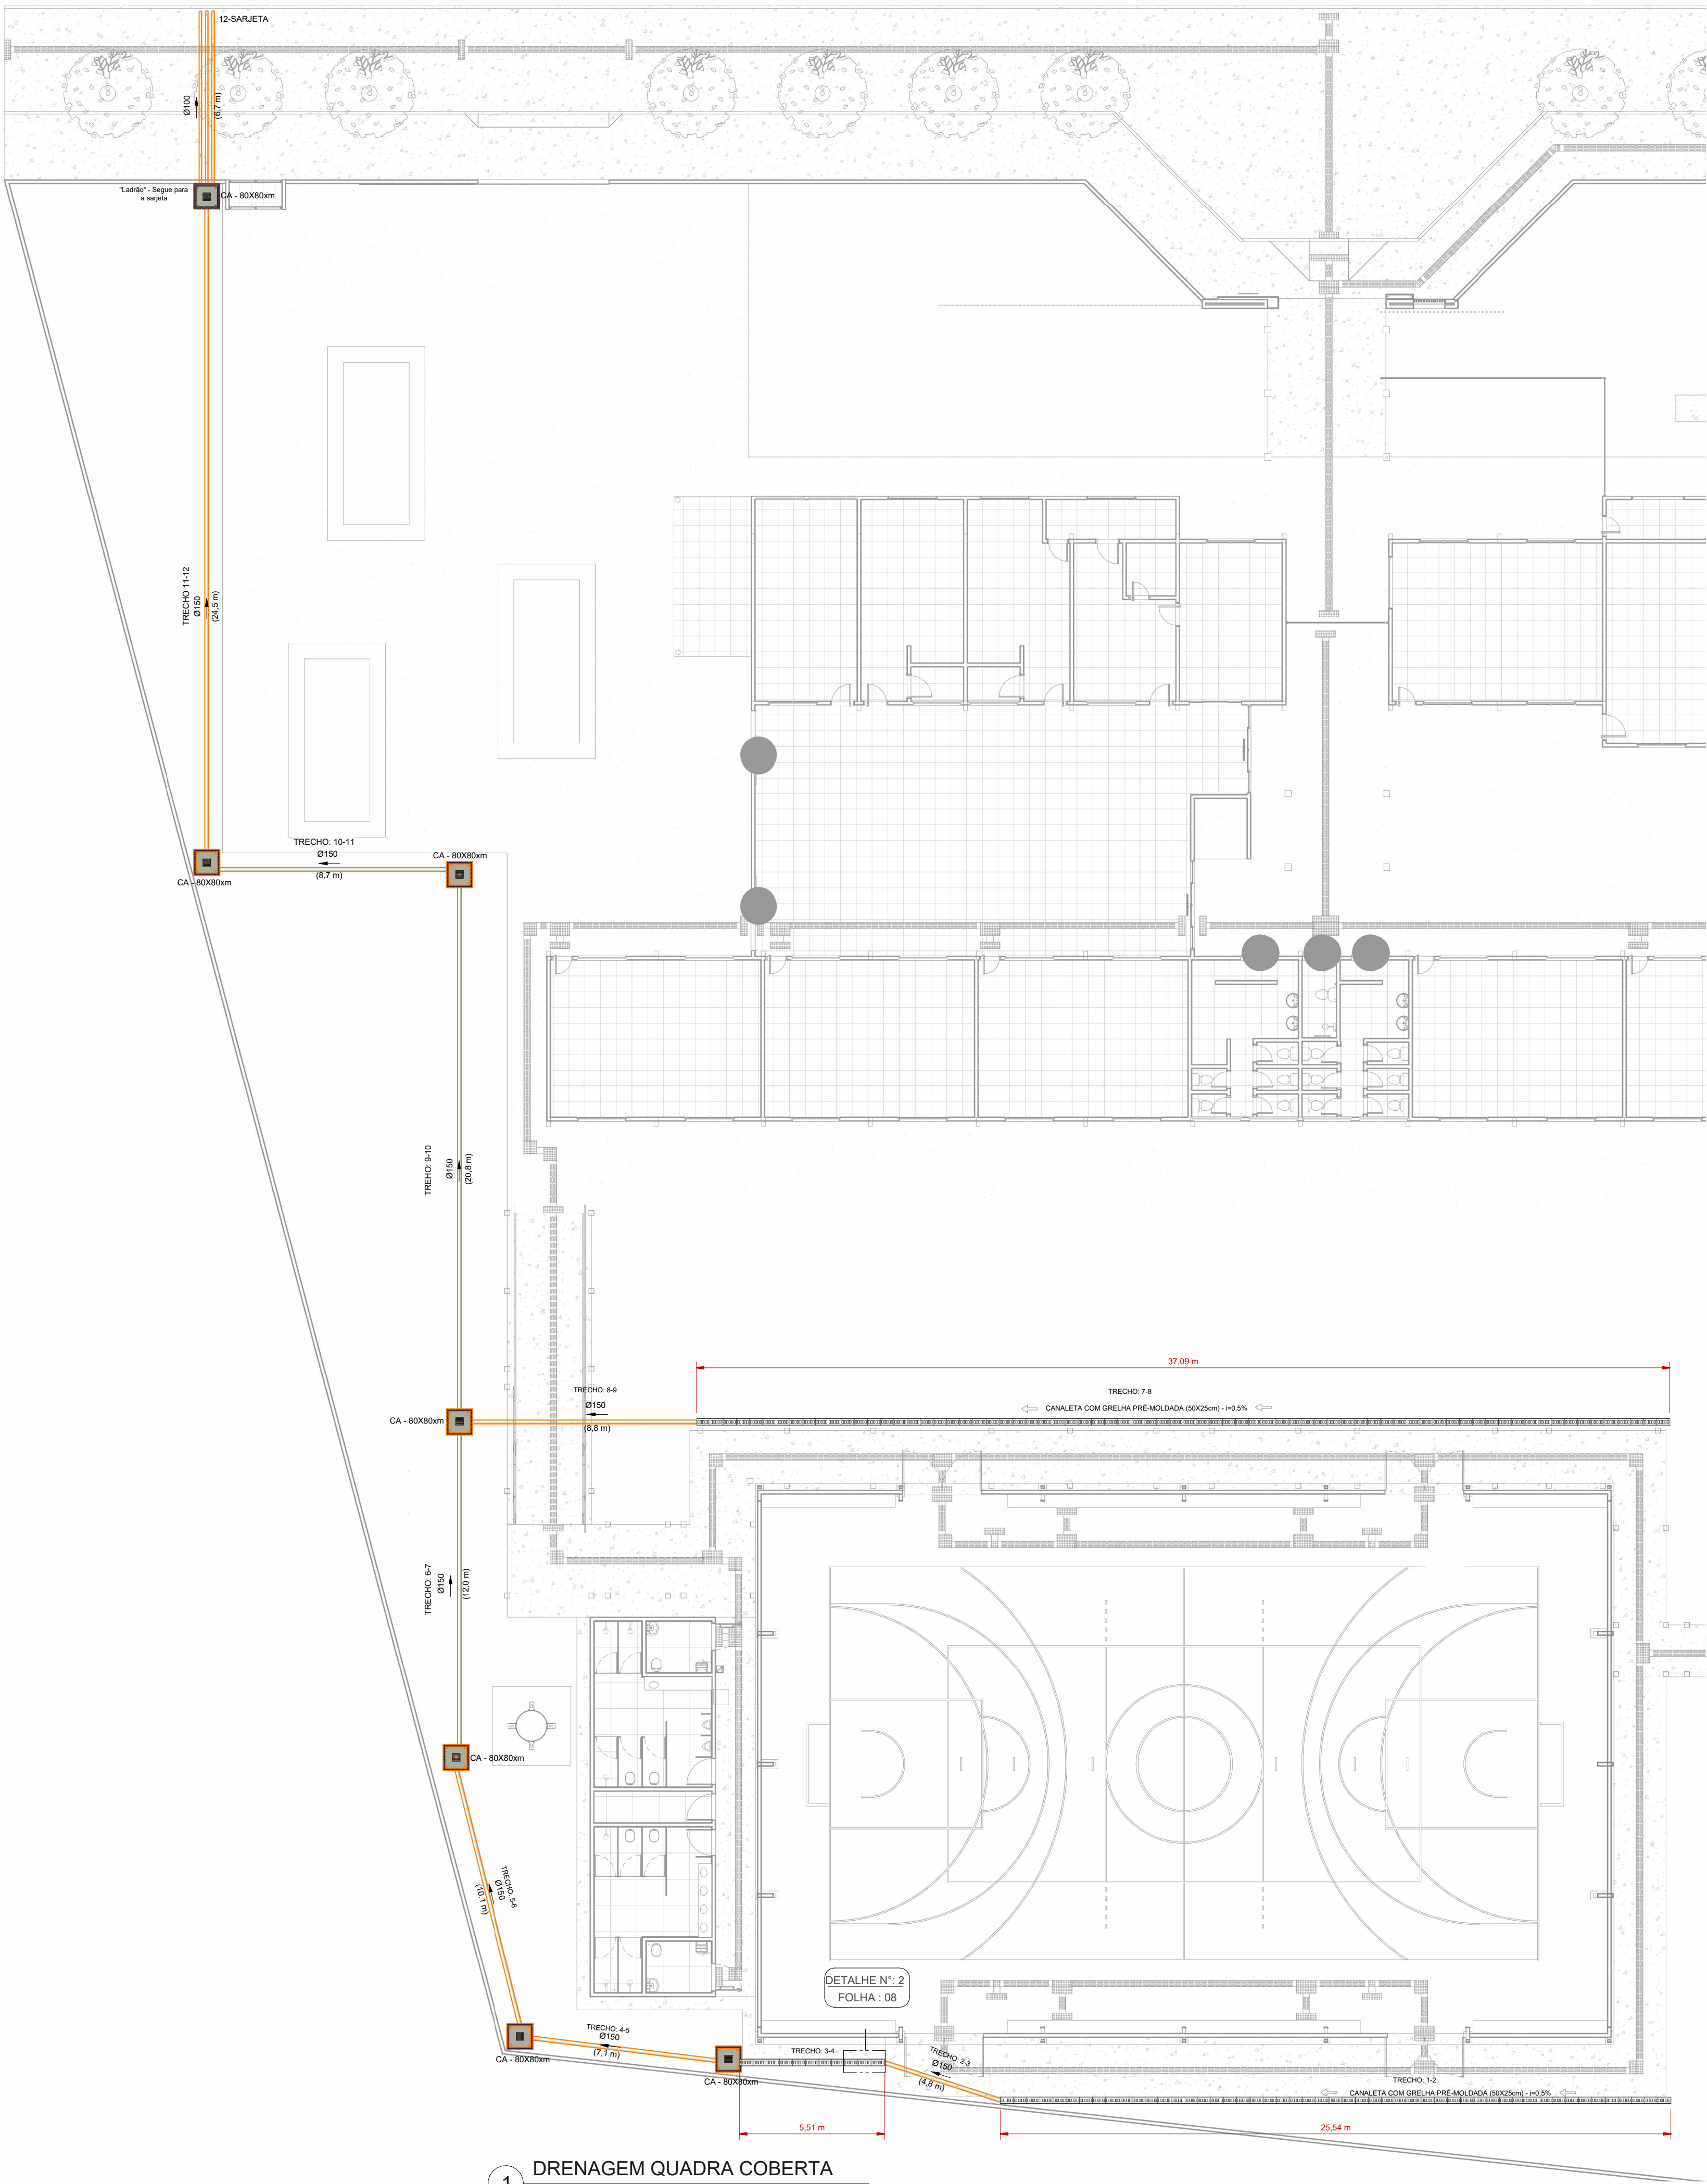 12-SARJETA
Ø100
(6,7 m)
"Ladrão" - Segue para
a sarjeta
CA - 80X80xm
TRECHO 11-12
Ø150
(24,5 m)
TRECHO: 10-11
Ø150
(8,7 m)
CA - 80X80xm
CA - 80X80xm
TREHO: 9-10
Ø150
(20,8 m)
37,09 m
TRECHO: 8-9
Ø150
(8,8 m)
TRECHO: 7-8
CANALETA COM GRELHA PRÉ-MOLDADA (50X25cm) - i=0,5%
CA - 80X80xm
TRECHO: 6-7
Ø150
(12,0 m)
CA - 80X80xm
TRECHO: 5-6
Ø150
(10,1 m)
DETALHE N°: 2
FOLHA : 08
TRECHO: 4-5
Ø150
(7,1 m)
CA - 80X80xm
TRECHO: 3-4
TRECHO: 2-3
Ø150
(4,8 m)
CA - 80X80xm
TRECHO: 1-2
CANALETA COM GRELHA PRÉ-MOLDADA (50X25cm) - i=0,5%
5,51 m
25,54 m
1
DRENAGEM QUADRA COBERTA